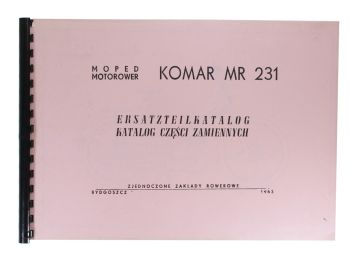 MOPED
MOTOROWER KOMAR MR 231
ERSATZTEILKATALOG
KATALOG CZĘŚCI ZAMIENNYCH
ZJEDNOCZONE ZAKŁADY ROWEROWE
BYDGOSZCZ 1963